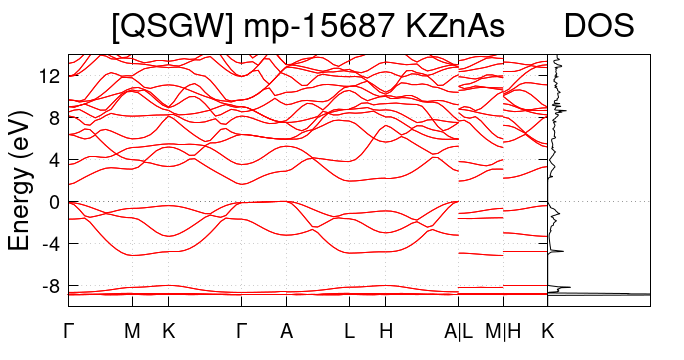 [QSGW] mp-15687 KZnAs DOS
Energy (eV)
12
8
4
0
-4
-8
Γ M K Γ A L H A|L M|H K